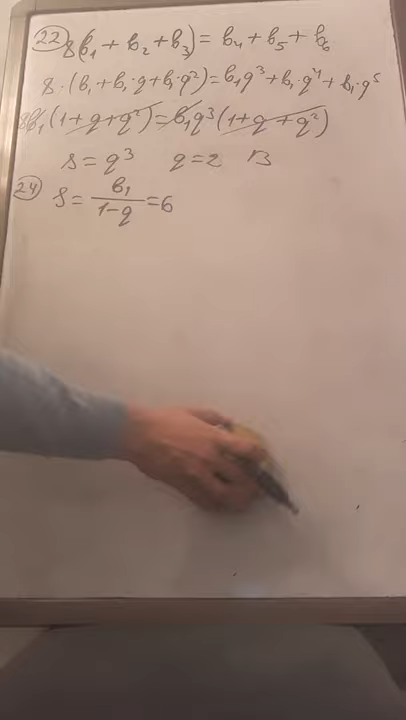 22 8(b₁ + b₂ + b₃) = b₄ + b₅ + b₆
8·(b₁ + b₁·q + b₁·q²) = b₁q³ + b₁·q⁴ + b₁·q⁵
8b₁(1 + q + q²) = b₁q³(1 + q + q²)
8 = q³ q = 2 B
24 S = b₁/(1-q) = 6